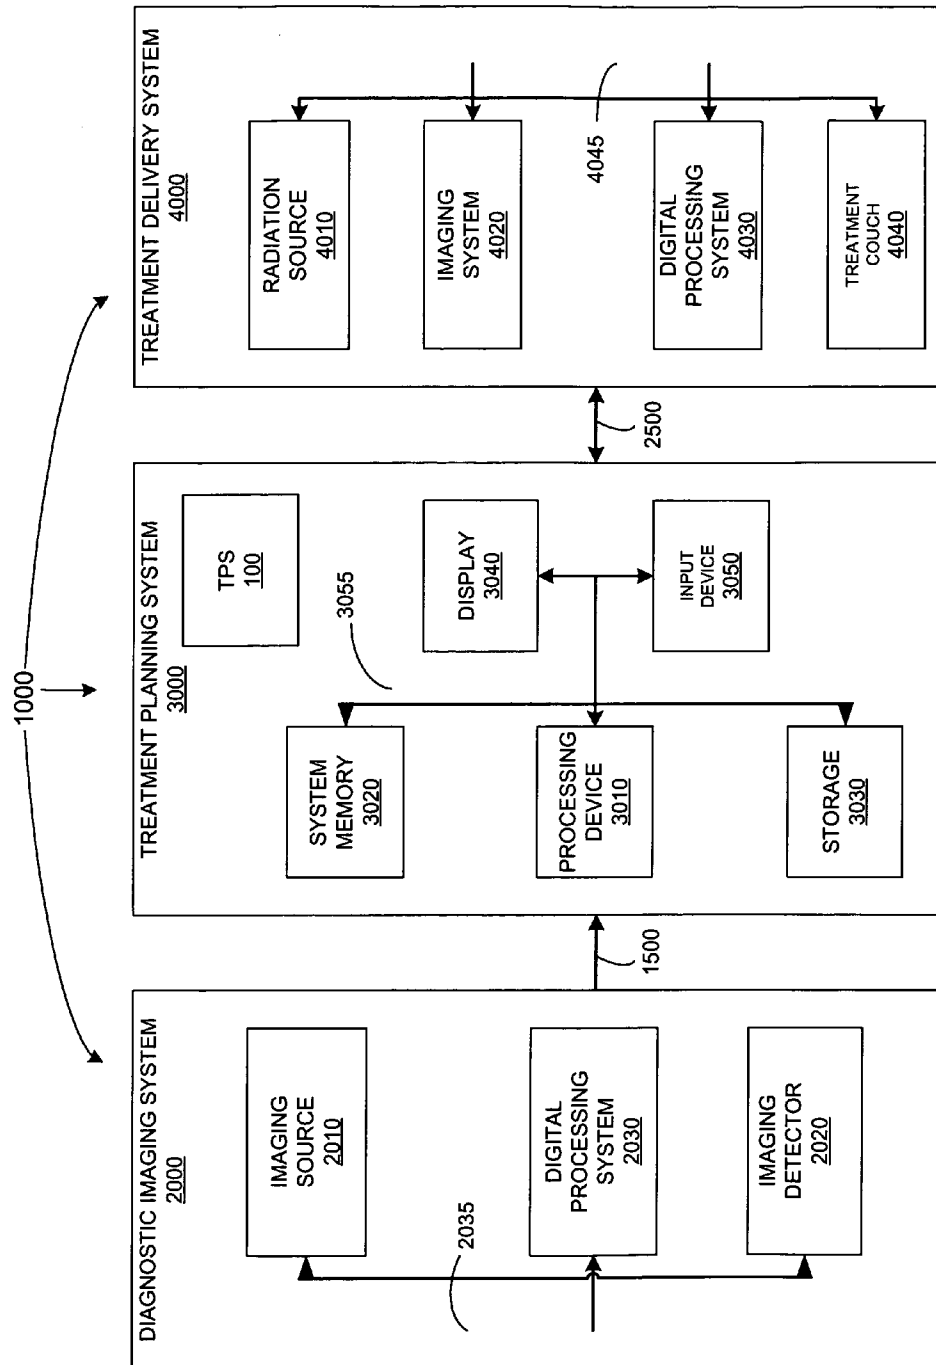 1000
DIAGNOSTIC IMAGING SYSTEM
2000
IMAGING
SOURCE
2010
DIGITAL
PROCESSING
SYSTEM
2030
IMAGING
DETECTOR
2020
2035
1500
TREATMENT PLANNING SYSTEM
3000
TPS
100
SYSTEM
MEMORY
3020
3055
DISPLAY
3040
PROCESSING
DEVICE
3010
INPUT
DEVICE
3050
STORAGE
3030
2500
TREATMENT DELIVERY SYSTEM
4000
RADIATION
SOURCE
4010
IMAGING
SYSTEM
4020
4045
DIGITAL
PROCESSING
SYSTEM
4030
TREATMENT
COUCH
4040